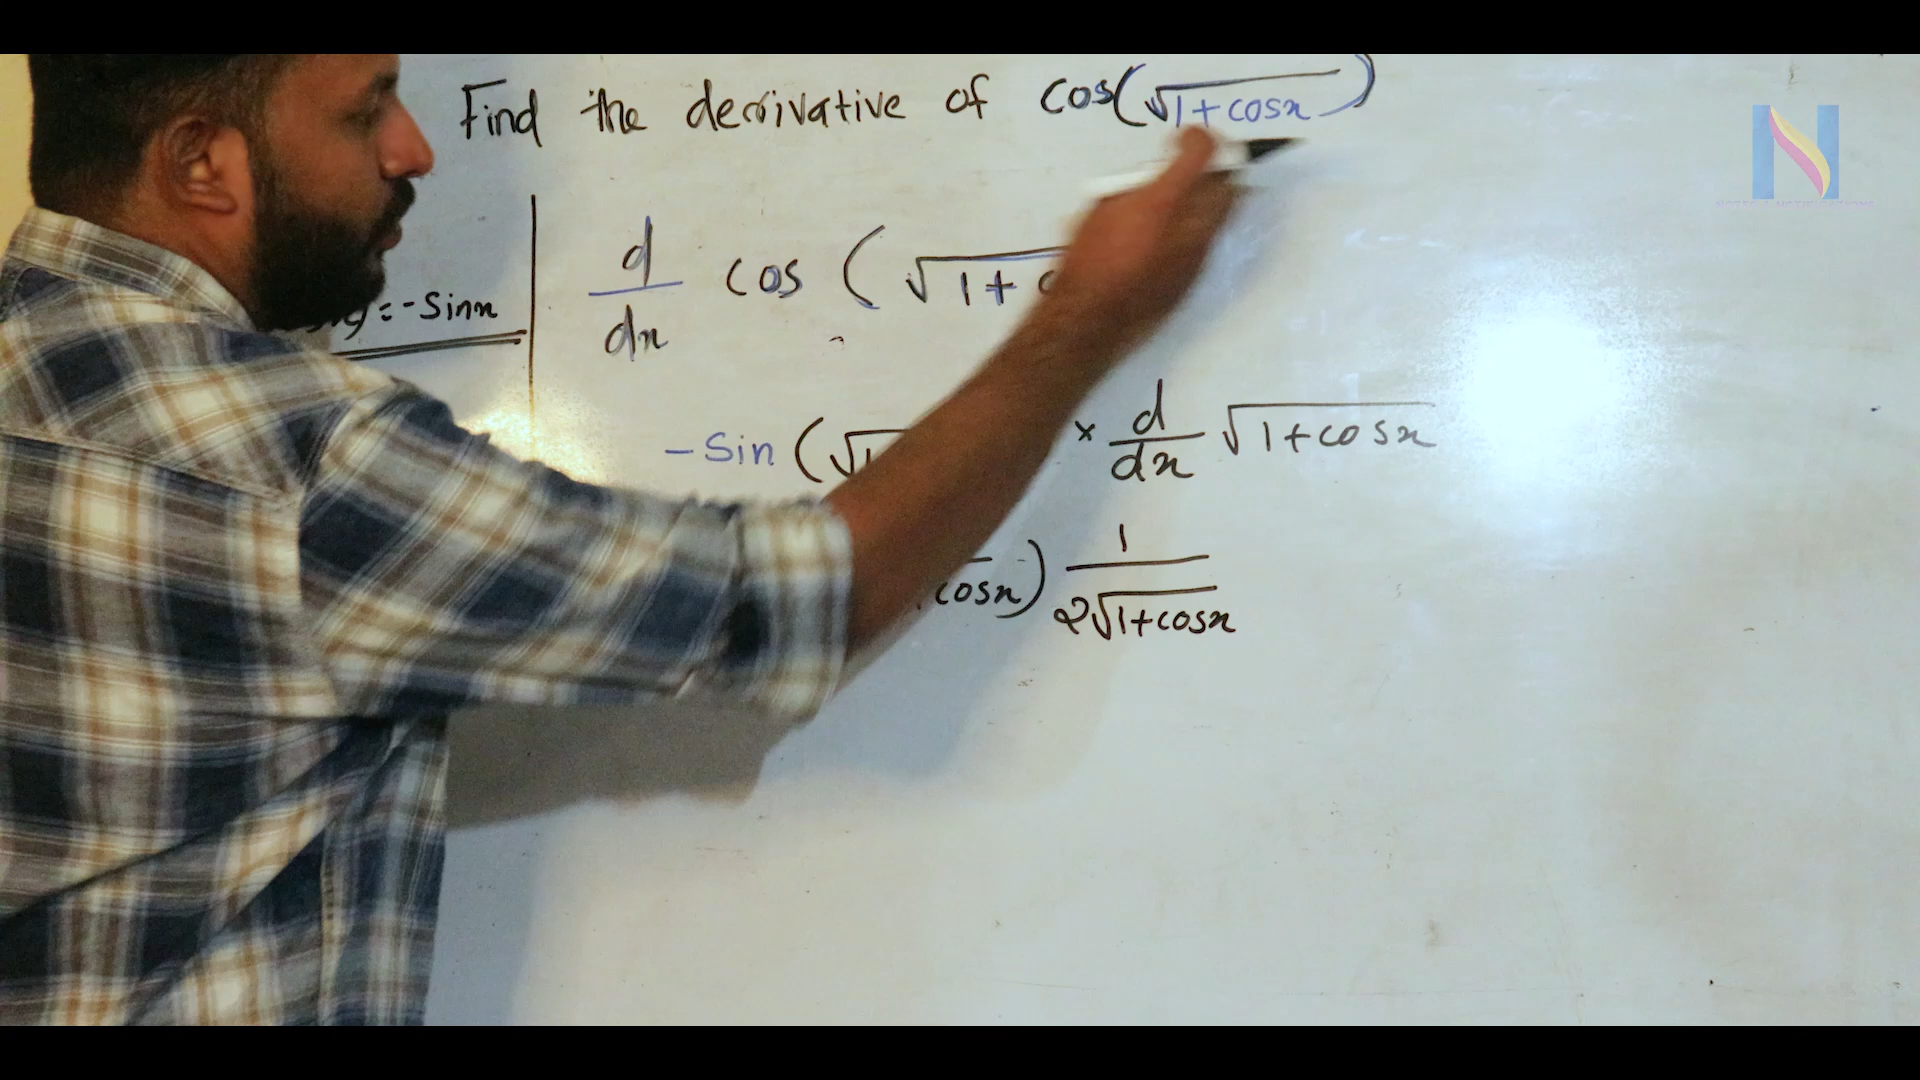 Find the derivative of cos(√1+cosx)
= -Sinx
d/dx cos (√1+
-Sin (√1 × d/dx √1+cosx
cosx) 1/2√1+cosx
N